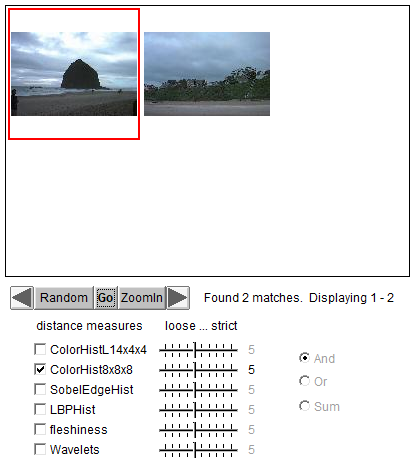 Random Go ZoomIn Found 2 matches. Displaying 1 - 2
distance measures loose ... strict
ColorHistL14x4x4 5
ColorHist8x8x8 5
SobelEdgeHist 5
LBPHist 5
fleshiness 5
Wavelets 5
And
Or
Sum